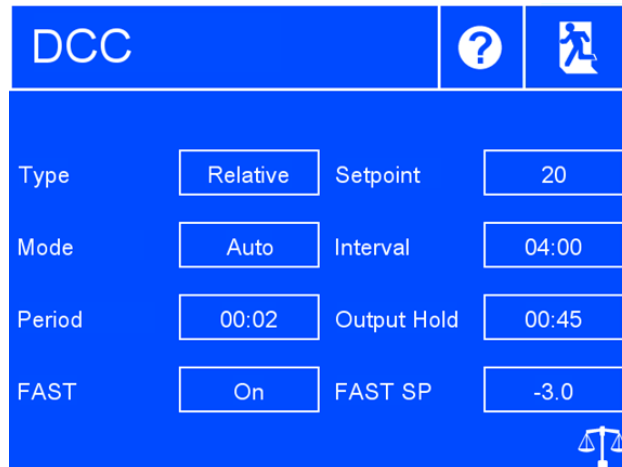 DCC ?
Type Relative Setpoint 20
Mode Auto Interval 04:00
Period 00:02 Output Hold 00:45
FAST On FAST SP -3.0